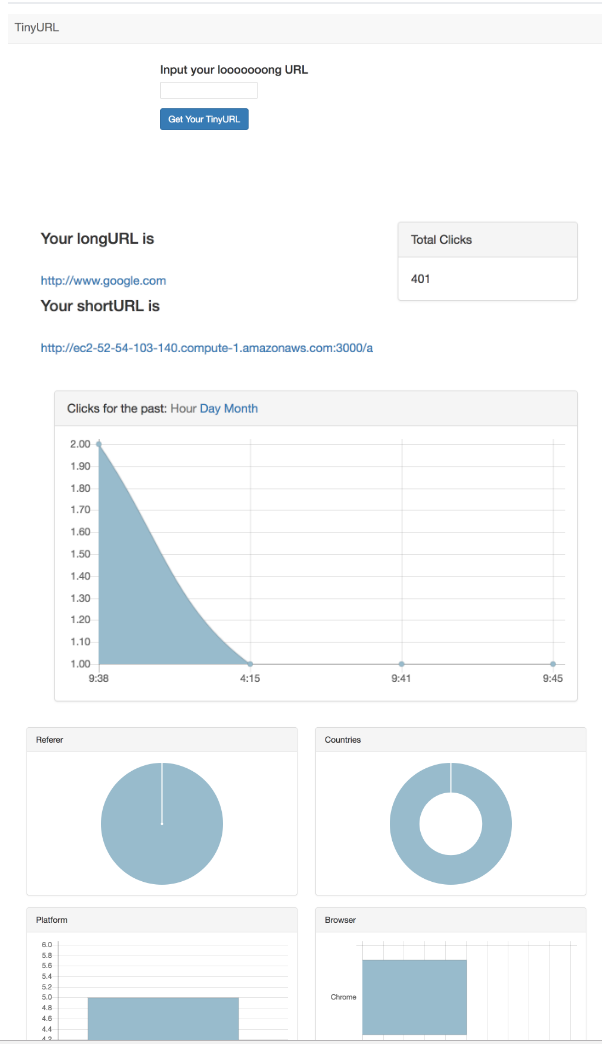 TinyURL
Input your looooooong URL
Get Your TinyURL
Your longURL is
http://www.google.com
Your shortURL is
http://ec2-52-54-103-140.compute-1.amazonaws.com:3000/a
Total Clicks
401
Clicks for the past: Hour Day Month
2.00
1.90
1.80
1.70
1.60
1.50
1.40
1.30
1.20
1.10
1.00
9:38 4:15 9:41 9:45
Referer
Countries
Platform
6.0
5.8
5.6
5.4
5.2
5.0
4.8
4.6
4.4
4.2
Browser
Chrome